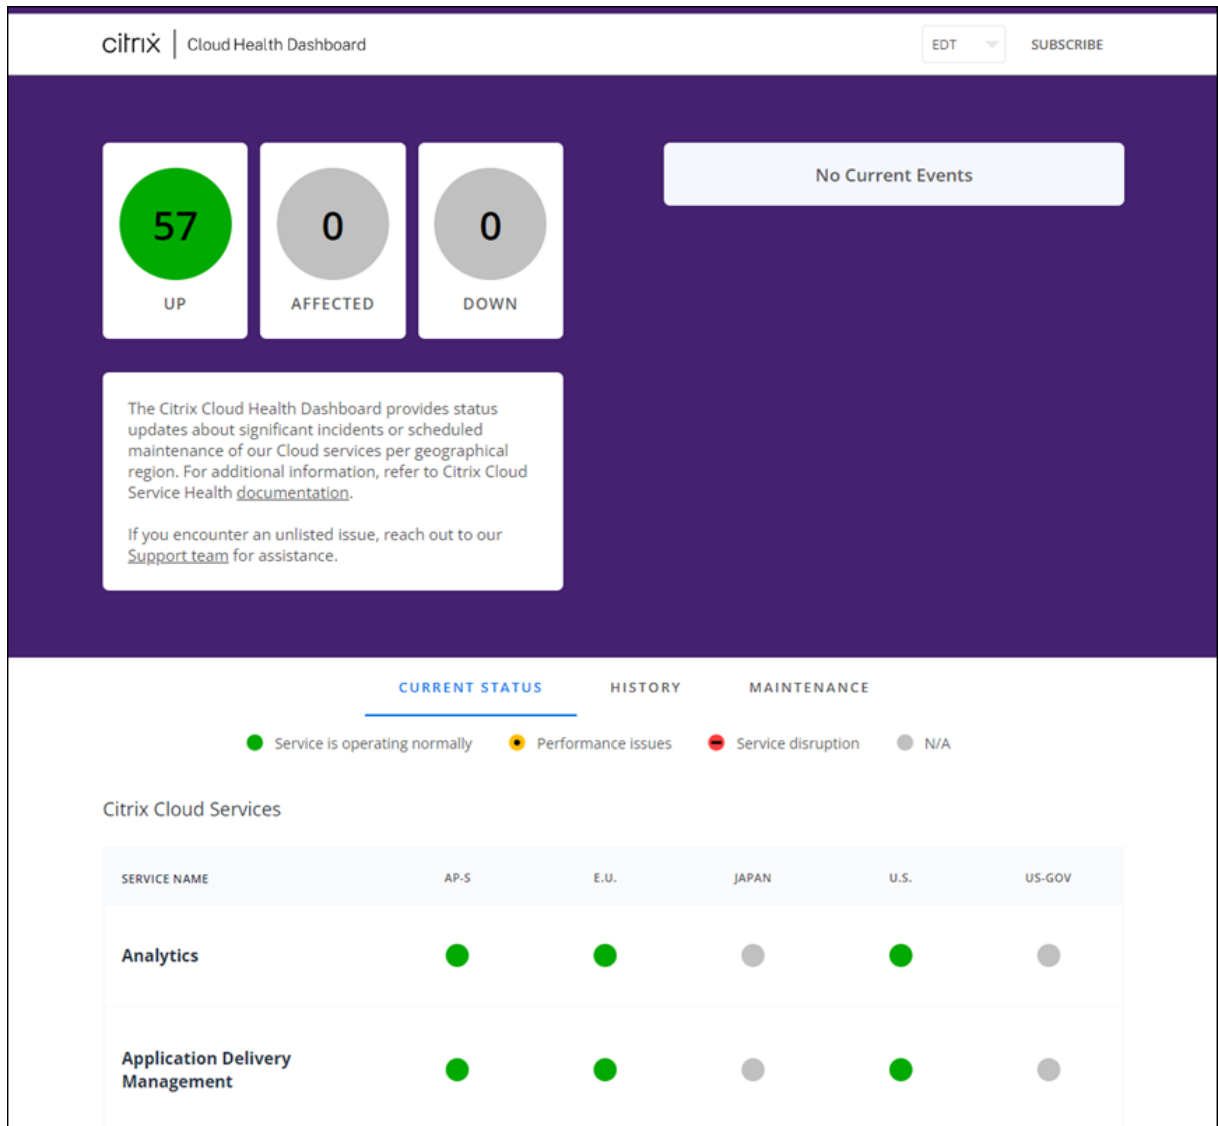 citrix | Cloud Health Dashboard
EDT
SUBSCRIBE
57
UP
0
AFFECTED
0
DOWN
No Current Events
The Citrix Cloud Health Dashboard provides status
updates about significant incidents or scheduled
maintenance of our Cloud services per geographical
region. For additional information, refer to Citrix Cloud
Service Health documentation.
If you encounter an unlisted issue, reach out to our
Support team for assistance.
CURRENT STATUS HISTORY MAINTENANCE
Service is operating normally Performance issues Service disruption N/A
Citrix Cloud Services
SERVICE NAME AP-S E.U. JAPAN U.S. US-GOV
Analytics
Application Delivery
Management